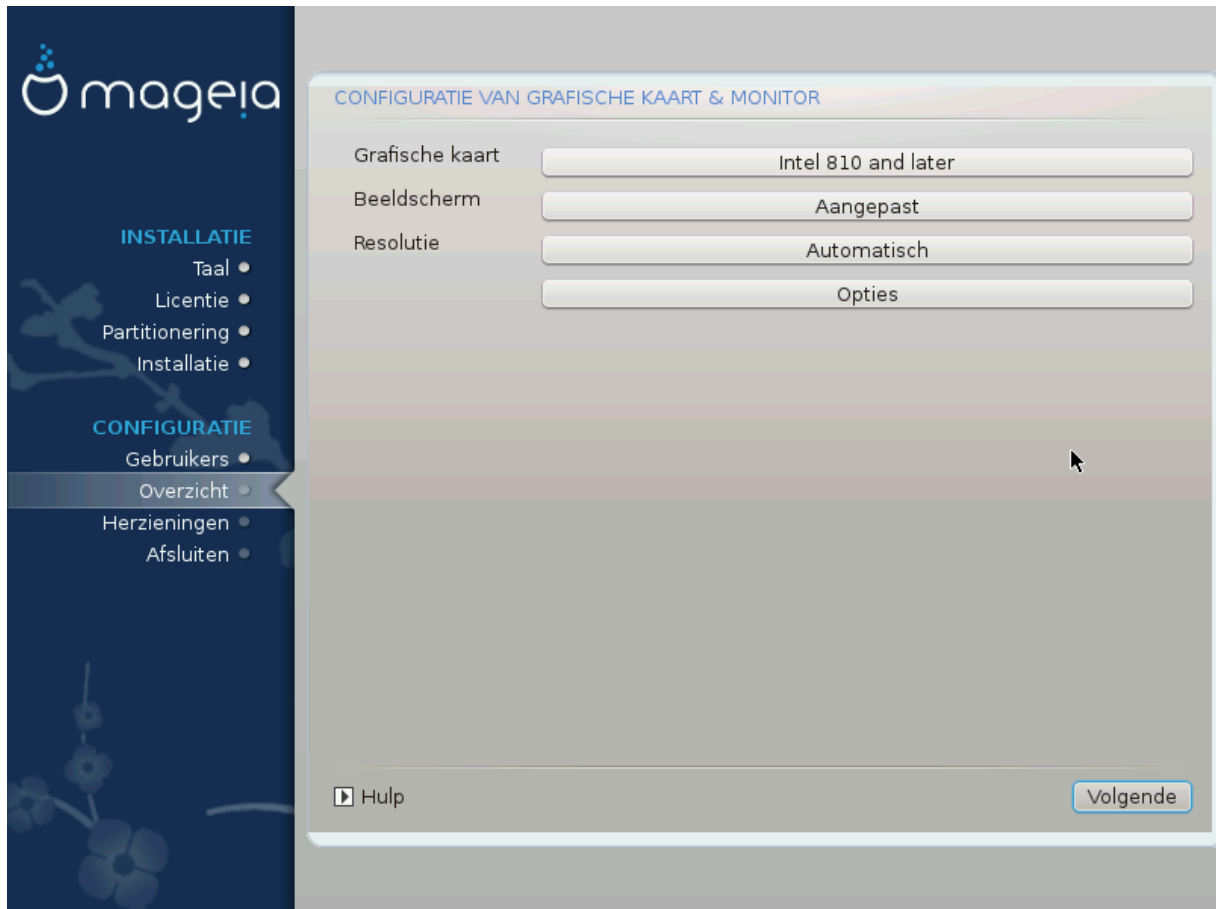 mageia
INSTALLATIE
Taal
Licentie
Partitionering
Installatie
CONFIGURATIE
Gebruikers
Overzicht
Herzieningen
Afsluiten
CONFIGURATIE VAN GRAFISCHE KAART & MONITOR
Grafische kaart
Intel 810 and later
Beeldscherm
Aangepast
Resolutie
Automatisch
Opties
Hulp
Volgende